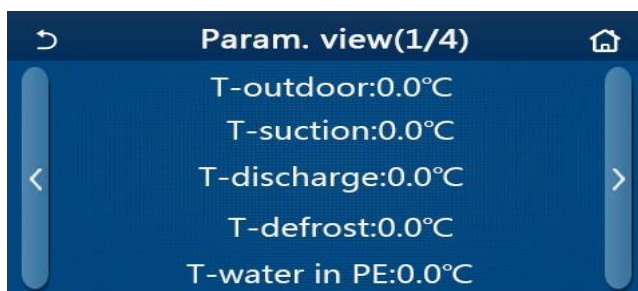 Param. view(1/4)
T-outdoor:0.0℃
T-suction:0.0℃
T-discharge:0.0℃
T-defrost:0.0℃
T-water in PE:0.0℃